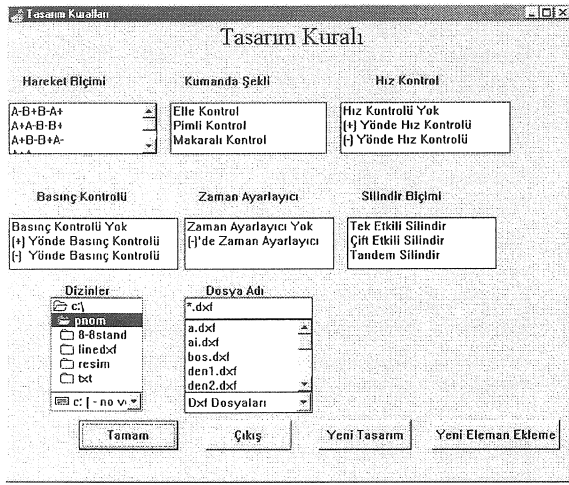 Tasarım Kuralları
Tasarım Kuralı
Hareket Biçimi
Kumanda Şekli
Hız Kontrol
A-B+B-A+
A+A-B-B+
A+B-B+A-
Elle Kontrol
Pimli Kontrol
Makaralı Kontrol
Hız Kontrolü Yok
(+) Yönde Hız Kontrolü
(-) Yönde Hız Kontrolü
Basınç Kontrolü
Zaman Ayarlayıcı
Silindir Biçimi
Basınç Kontrolü Yok
(+) Yönde Basınç Kontrolü
(-) Yönde Basınç Kontrolü
Zaman Ayarlayıcı Yok
(-)'de Zaman Ayarlayıcı
Tek Etkili Silindir
Çift Etkili Silindir
Tandem Silindir
Dizinler
c:\
pnom
8-8stand
linedxf
resim
txt
c: [ - no v
Dosya Adı
*.dxf
a.dxf
ai.dxf
bos.dxf
den1.dxf
den2.dxf
Dxf Dosyaları
Tamam
Çıkış
Yeni Tasarım
Yeni Eleman Ekleme